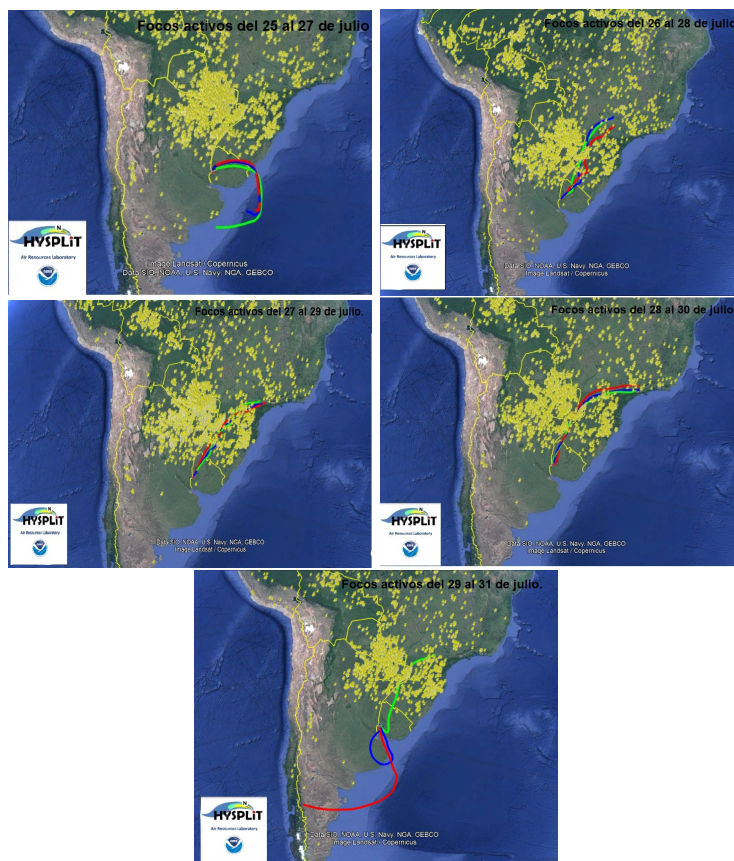 Focos activos del 25 al 27 de julio
N
HYSPLIT
Air Resources Laboratory
NOAA
Image Landsat / Copernicus
Data SIO, NOAA, U.S. Navy, NGA, GEBCO
Focos activos del 26 al 28 de julio
N
HYSPLIT
Air Resources Laboratory
NOAA
Data SIO, NOAA, U.S. Navy, NGA, GEBCO
Image Landsat / Copernicus
Focos activos del 27 al 29 de julio.
N
HYSPLIT
Air Resources Laboratory
NOAA
Data SIO, NOAA, U.S. Navy, NGA, GEBCO
Image Landsat / Copernicus
Focos activos del 28 al 30 de julio
N
HYSPLIT
Air Resources Laboratory
NOAA
Data SIO, NOAA, U.S. Navy, NGA, GEBCO
Image Landsat / Copernicus
Focos activos del 29 al 31 de julio.
N
HYSPLIT
Air Resources Laboratory
NOAA
Data SIO, NOAA, U.S. Navy, NGA, GEBCO
Image Landsat / Copernicus